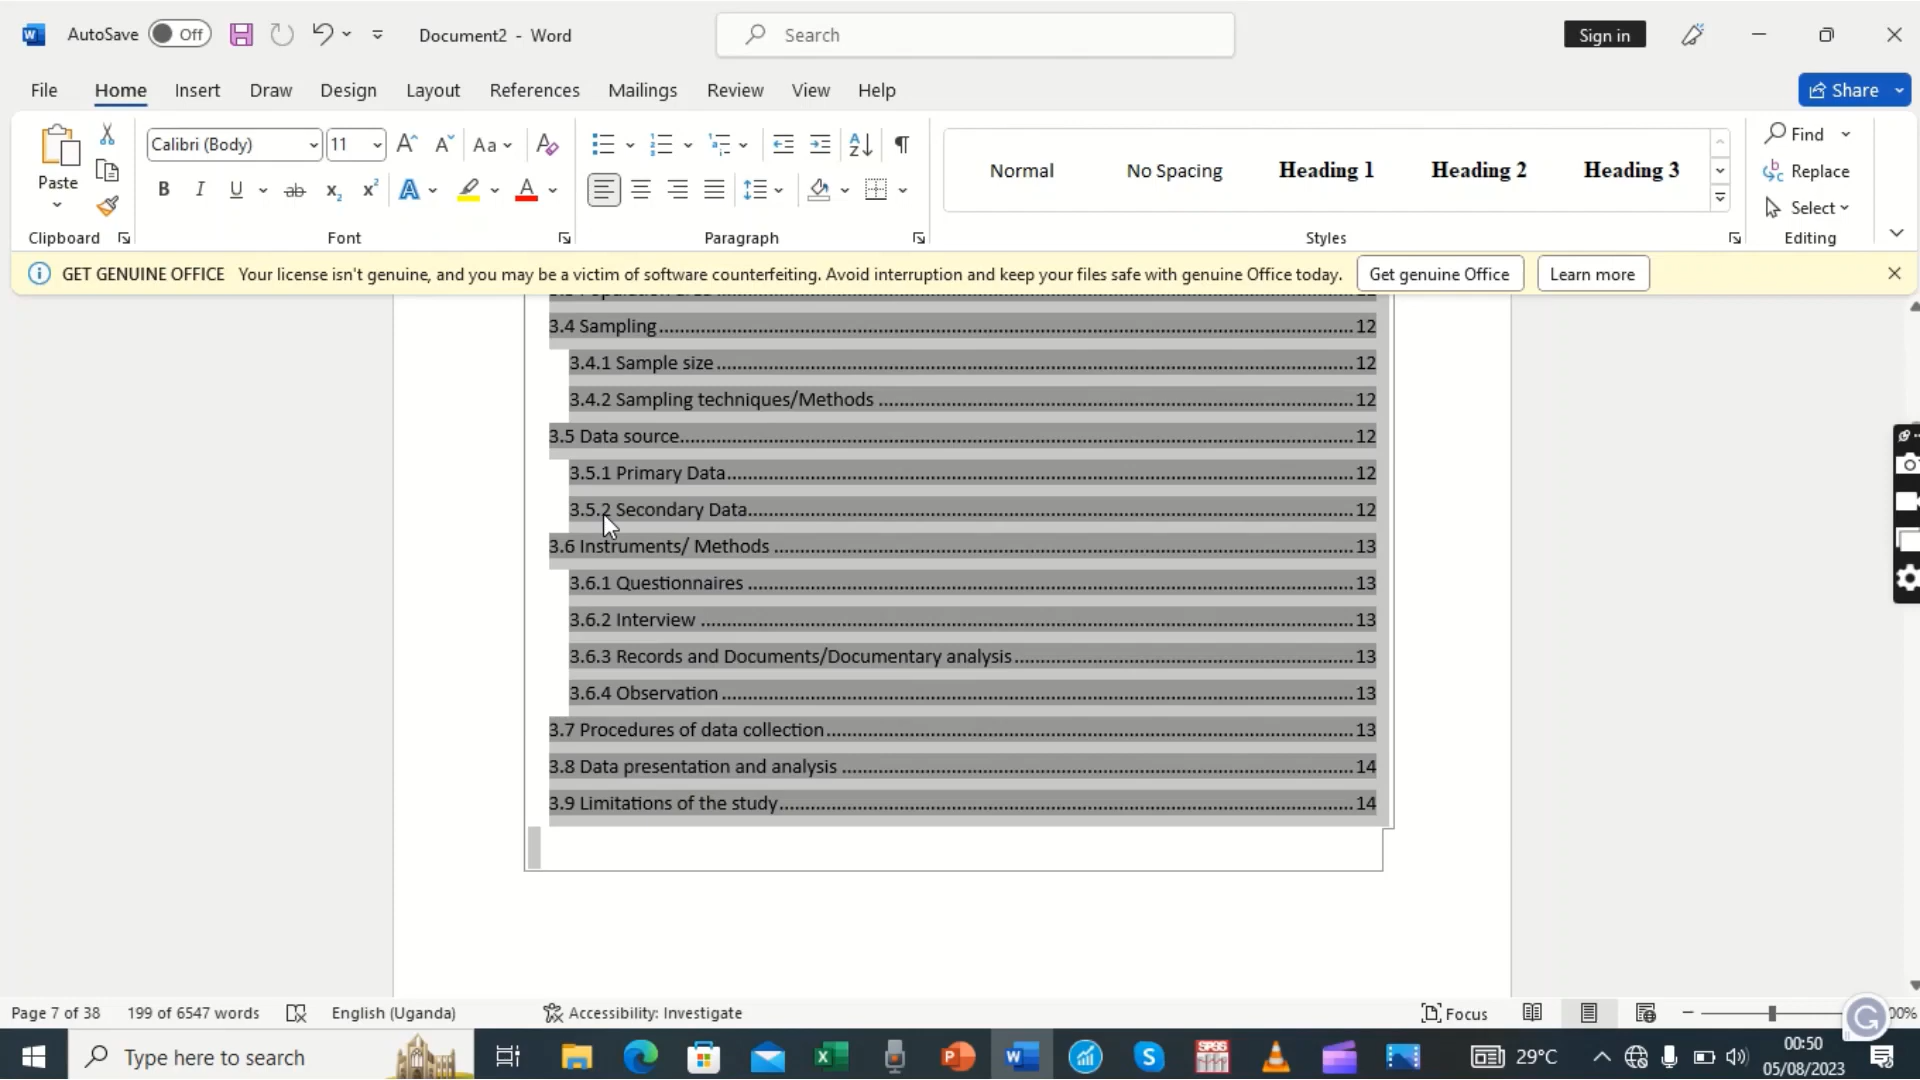 AutoSave Off Document2 - Word Search Sign in
File Home Insert Draw Design Layout References Mailings Review View Help Share
Paste Calibri (Body) 11 Aa Normal No Spacing Heading 1 Heading 2 Heading 3 Find Replace Select
Clipboard Font Paragraph Styles Editing
GET GENUINE OFFICE Your license isn't genuine, and you may be a victim of software counterfeiting. Avoid interruption and keep your files safe with genuine Office today. Get genuine Office Learn more
3.4 Sampling 12
3.4.1 Sample size 12
3.4.2 Sampling techniques/Methods 12
3.5 Data source 12
3.5.1 Primary Data 12
3.5.2 Secondary Data 12
3.6 Instruments/ Methods 13
3.6.1 Questionnaires 13
3.6.2 Interview 13
3.6.3 Records and Documents/Documentary analysis 13
3.6.4 Observation 13
3.7 Procedures of data collection 13
3.8 Data presentation and analysis 14
3.9 Limitations of the study 14
Page 7 of 38 199 of 6547 words English (Uganda) Accessibility: Investigate Focus
Type here to search 29°C 00:50
05/08/2023